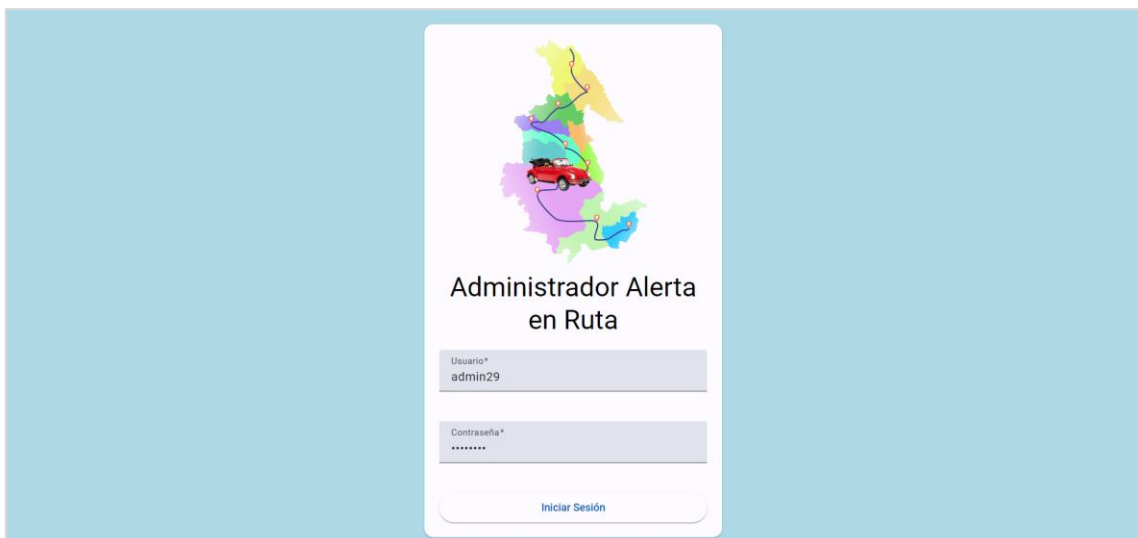 Administrador Alerta
en Ruta
Usuario*
admin29
Contraseña*
••••••••
Iniciar Sesión